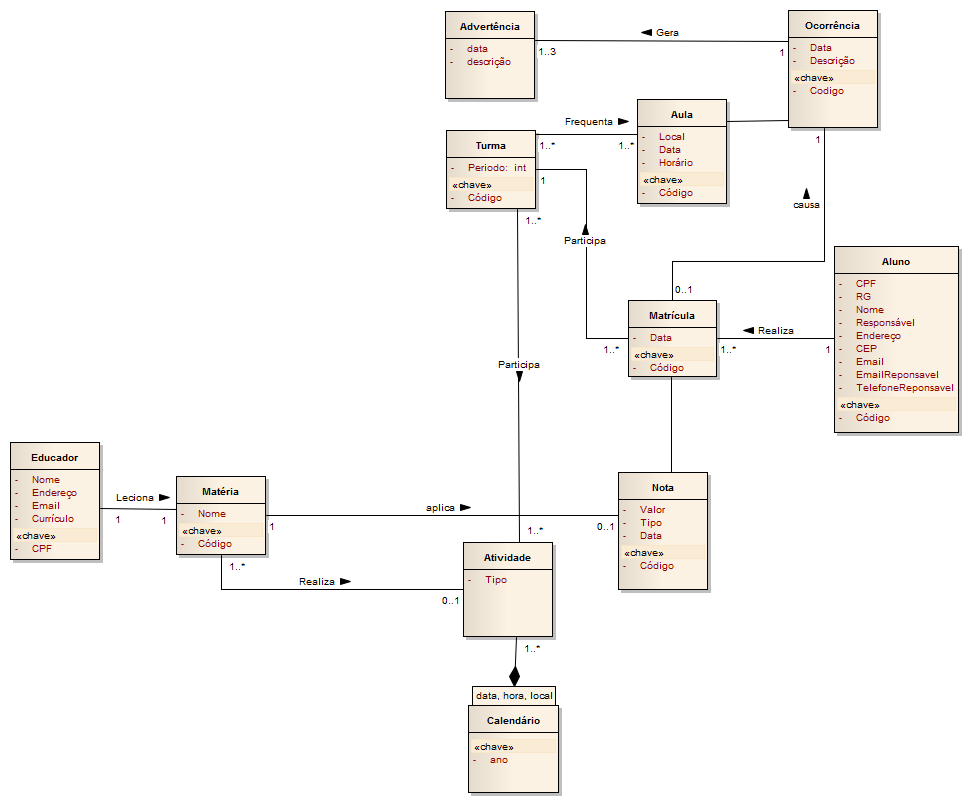 Advertência
- data
- descrição
1..3
Gera
1
Ocorrência
- Data
- Descrição
«chave»
- Codigo
1
Frequenta
1..*
1..*
Aula
- Local
- Data
- Horário
«chave»
- Código
Turma
- Periodo: int
«chave»
- Código
1
1..*
Participa
causa
0..1
Matrícula
- Data
«chave»
- Código
1..*
1..*
Realiza
1
Aluno
- CPF
- RG
- Nome
- Responsável
- Endereço
- CEP
- Email
- EmailReponsavel
- TelefoneReponsavel
«chave»
- Código
Participa
1..*
Educador
- Nome
- Endereço
- Email
- Currículo
«chave»
- CPF
Leciona
1
1
Matéria
- Nome
«chave»
- Código
1
1..*
aplica
0..1
Nota
- Valor
- Tipo
- Data
«chave»
- Código
Realiza
0..1
Atividade
- Tipo
1..*
data, hora, local
Calendário
«chave»
- ano